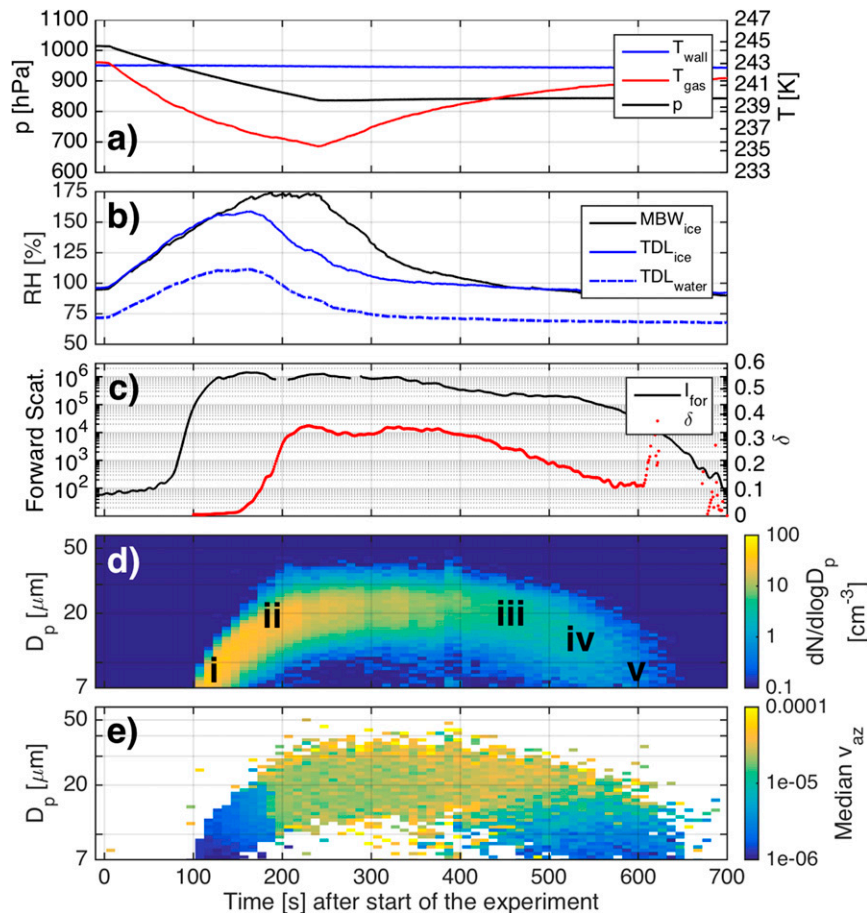 a)
p [hPa]
1100
1000
900
800
700
600
T_wall
T_gas
p
247
245
243
241
239
237
235
233
T [K]
b)
RH [%]
175
150
125
100
75
50
MBW_ice
TDL_ice
TDL_water
c)
Forward Scat.
10^6
10^5
10^4
10^3
10^2
I_for
δ
0.6
0.5
0.4
0.3
0.2
0.1
0
δ
d)
D_p [μm]
50
20
7
i
ii
iii
iv
v
100
10
1
0.1
dN/dlogD_p
[cm^-3]
e)
D_p [μm]
50
20
7
0.0001
1e-05
1e-06
Median v_az
0 100 200 300 400 500 600 700
Time [s] after start of the experiment